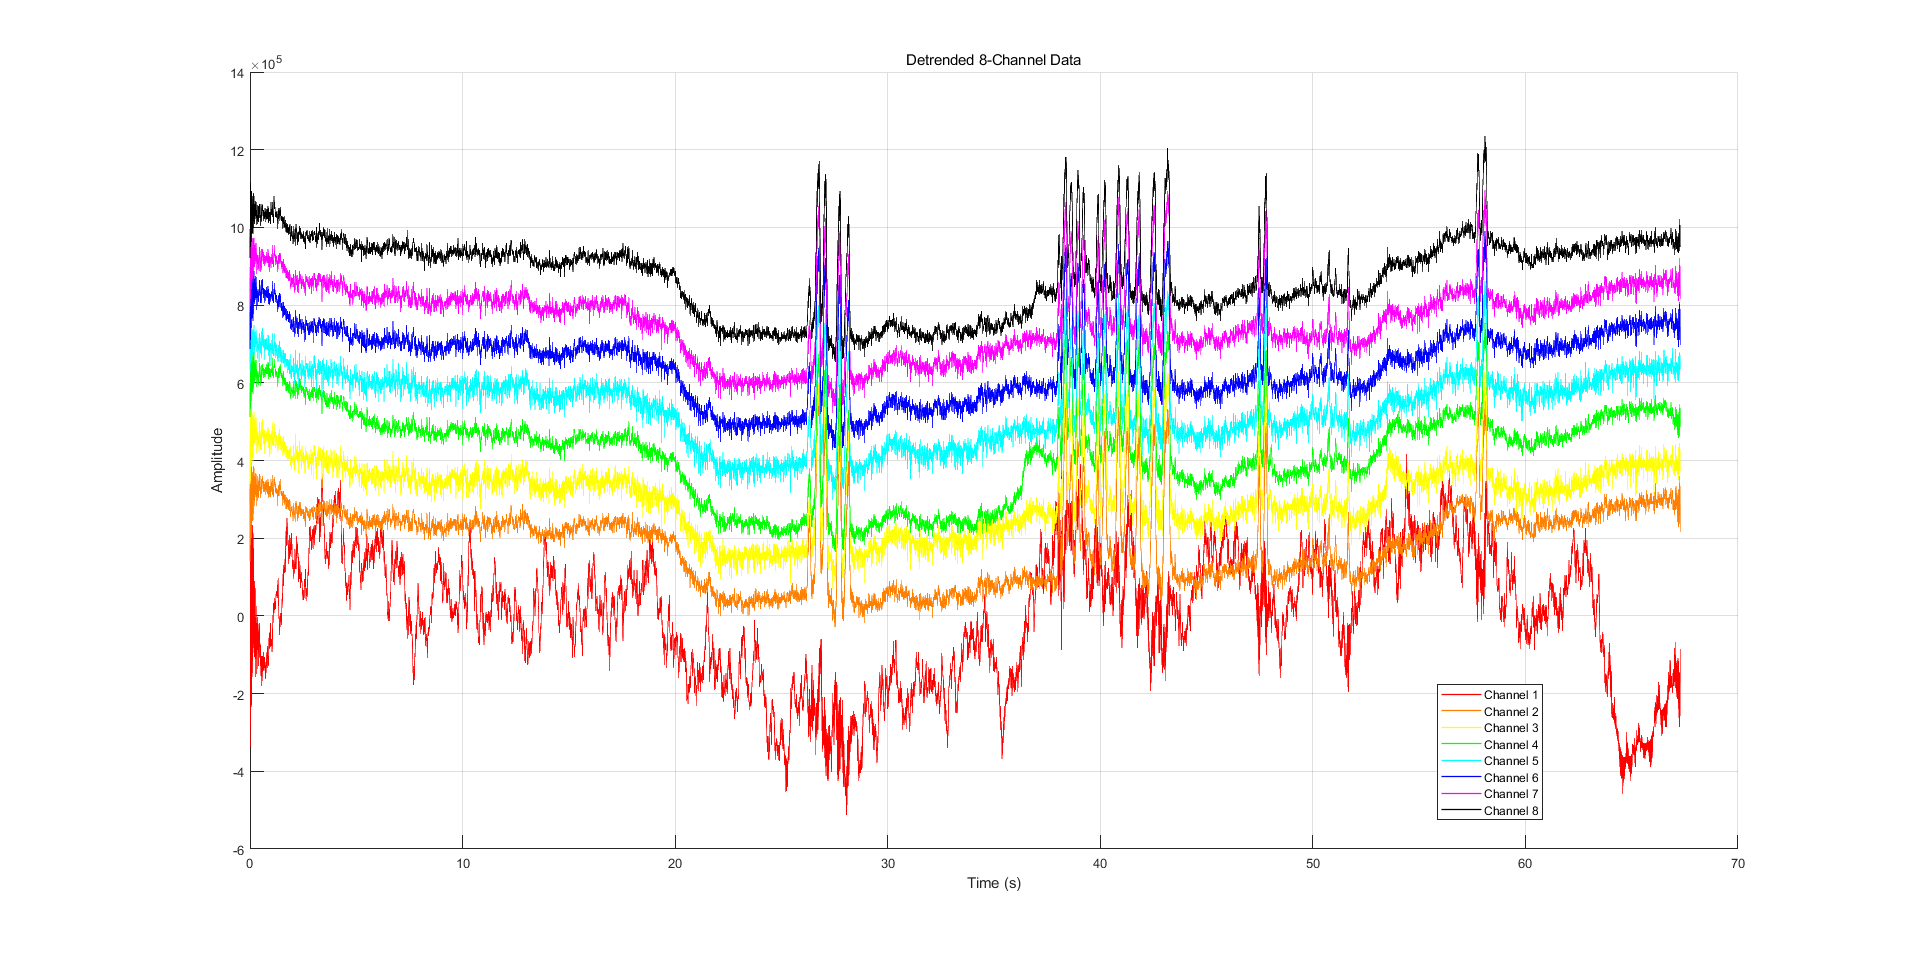 Detrended 8-Channel Data
×10^5
14
12
10
8
6
4
2
0
-2
-4
-6
Amplitude
0 10 20 30 40 50 60 70
Time (s)
Channel 1
Channel 2
Channel 3
Channel 4
Channel 5
Channel 6
Channel 7
Channel 8